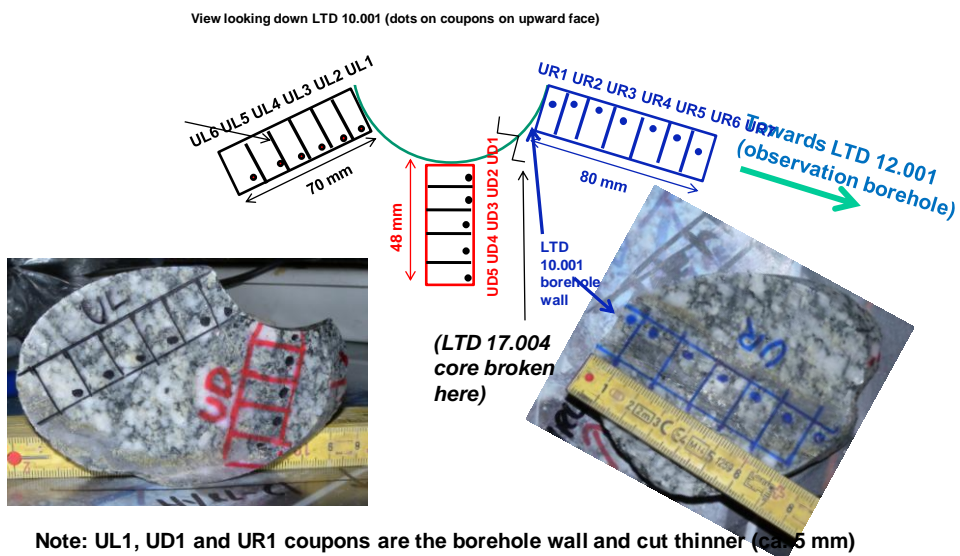 View looking down LTD 10.001 (dots on coupons on upward face)
UL6 UL5 UL4 UL3 UL2 UL1
UR1 UR2 UR3 UR4 UR5 UR6 UR7
Towards LTD 12.001
(observation borehole)
70 mm
80 mm
48 mm
UD5 UD4 UD3 UD2 UD1
LTD
10.001
borehole
wall
(LTD 17.004
core broken
here)
UL
UD
UR
Note: UL1, UD1 and UR1 coupons are the borehole wall and cut thinner (ca. 5 mm)